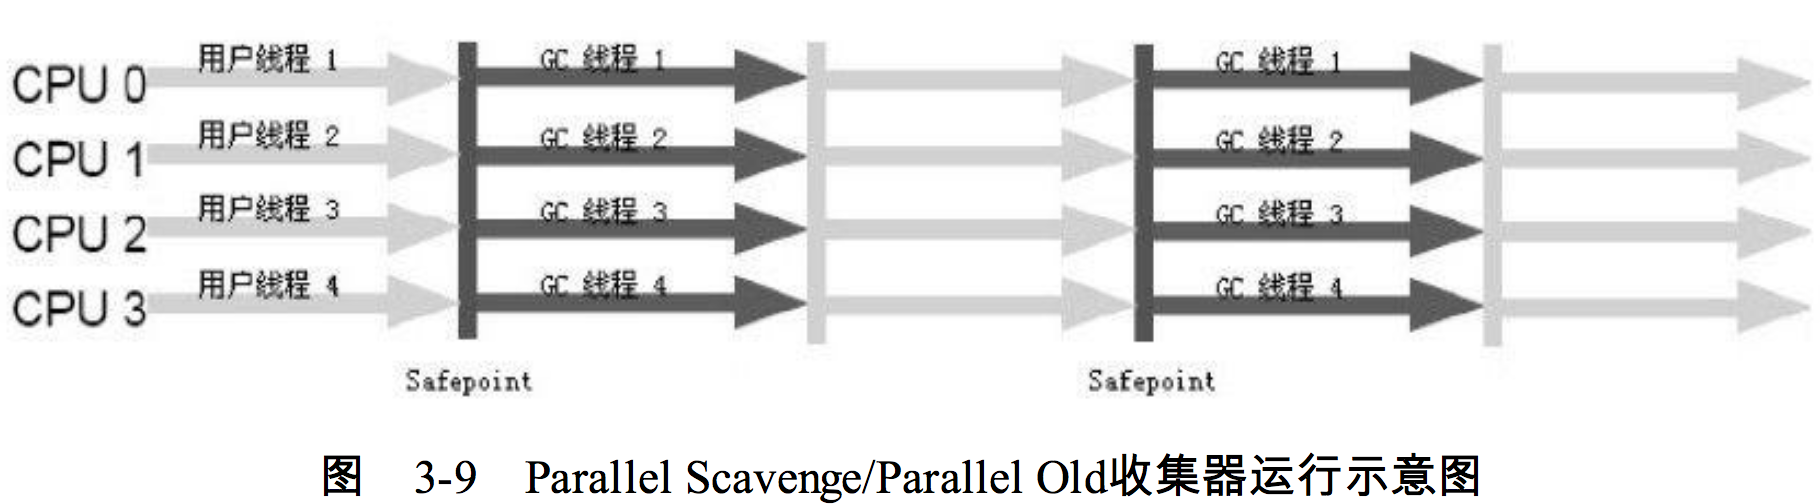 CPU 0 用户线程 1 GC 线程 1 GC 线程 1
CPU 1 用户线程 2 GC 线程 2 GC 线程 2
CPU 2 用户线程 3 GC 线程 3 GC 线程 3
CPU 3 用户线程 4 GC 线程 4 GC 线程 4
Safepoint Safepoint
图 3-9 Parallel Scavenge/Parallel Old收集器运行示意图